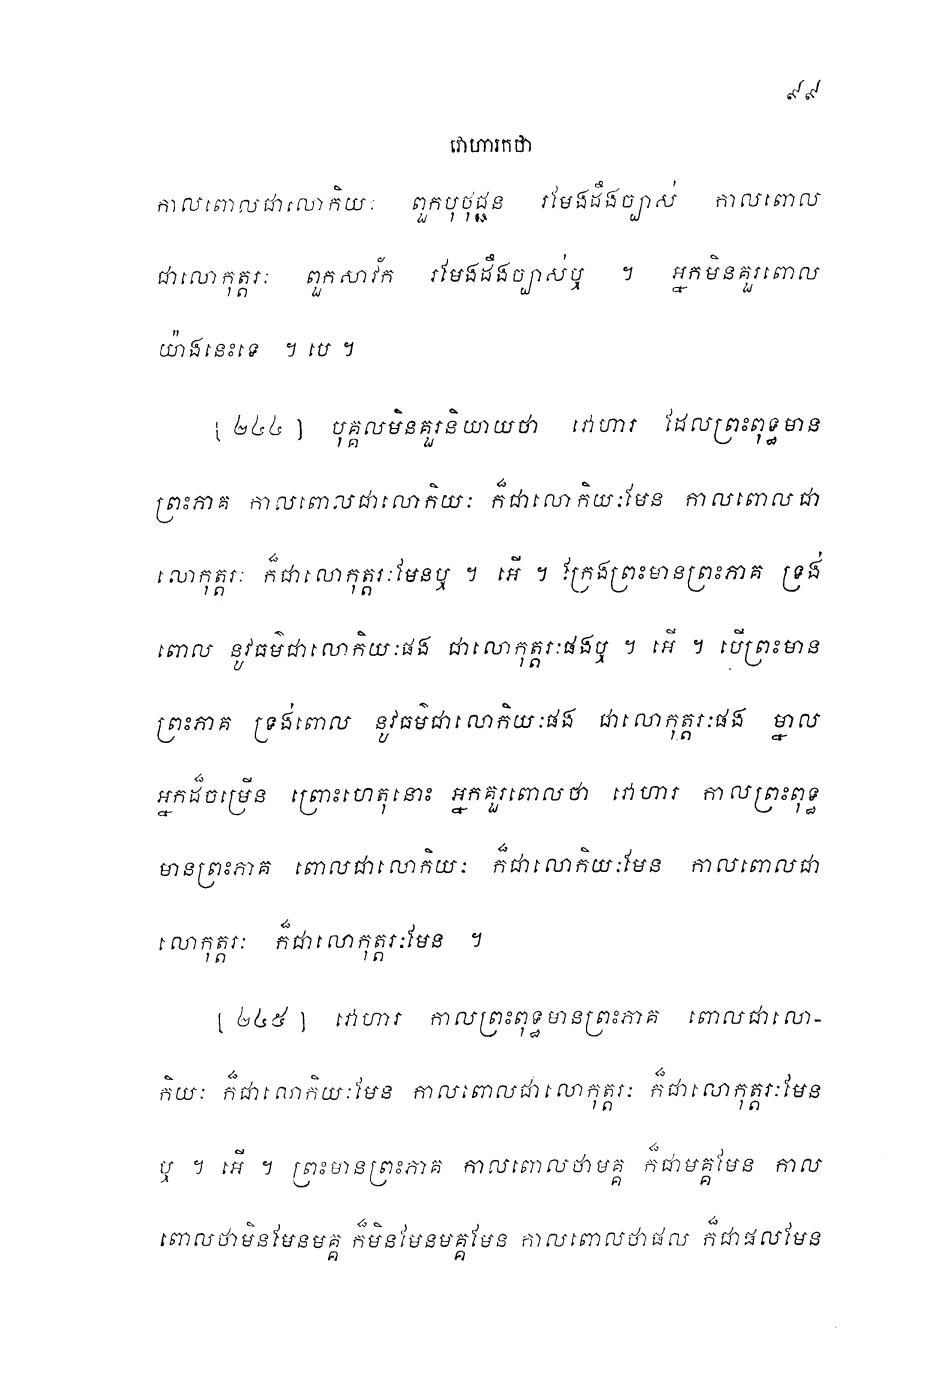 ៩៩
វោហារកថា
កាលពោលជាលោកិយៈ ពួកបុថុជ្ជន រមែងដឹងច្បាស់ កាលពោល
ជាលោកុត្តរៈ ពួកសាវ័ក រមែងដឹងច្បាស់ឬ ។ អ្នកមិនគួរពោល
យ៉ាងនេះទេ ។ បេ ។
[២៤៤] បុគ្គលមិនគួរនិយាយថា វោហារ ដែលព្រះពុទ្ធមាន
ព្រះភាគ កាលពោលជាលោកិយៈ ក៏ជាលោកិយៈមែន កាលពោលជា
លោកុត្តរៈ ក៏ជាលោកុត្តរៈមែនឬ ។ អើ ។ ក្រែងព្រះមានព្រះភាគ ទ្រង់
ពោល នូវធម៌ជាលោកិយៈផង ជាលោកុត្តរៈផងឬ ។ អើ ។ បើព្រះមាន
ព្រះភាគ ទ្រង់ពោល នូវធម៌ជាលោកិយៈផង ជាលោកុត្តរៈផង ម្នាល
អ្នកដ៏ចម្រើន ព្រោះហេតុនោះ អ្នកគួរពោលថា វោហារ កាលព្រះពុទ្ធ
មានព្រះភាគ ពោលជាលោកិយៈ ក៏ជាលោកិយៈមែន កាលពោលជា
លោកុត្តរៈ ក៏ជាលោកុត្តរៈមែន ។
[២៤៥] វោហារ កាលព្រះពុទ្ធមានព្រះភាគ ពោលជាលោ-
កិយៈ ក៏ជាលោកិយៈមែន កាលពោលជាលោកុត្តរៈ ក៏ជាលោកុត្តរៈមែន
ឬ ។ អើ ។ ព្រះមានព្រះភាគ កាលពោលថាមគ្គ ក៏ជាមគ្គមែន កាល
ពោលថាមិនមែនមគ្គ ក៏មិនមែនមគ្គមែន កាលពោលថាផល ក៏ជាផលមែន